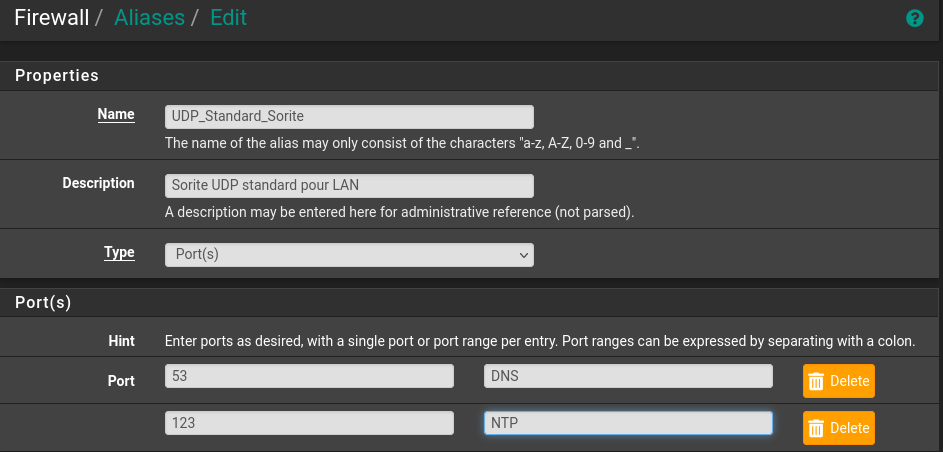 Firewall / Aliases / Edit
Properties
Name UDP_Standard_Sorite
The name of the alias may only consist of the characters "a-z, A-Z, 0-9 and _".
Description Sorite UDP standard pour LAN
A description may be entered here for administrative reference (not parsed).
Type Port(s)
Port(s)
Hint Enter ports as desired, with a single port or port range per entry. Port ranges can be expressed by separating with a colon.
Port 53 DNS Delete
123 NTP Delete